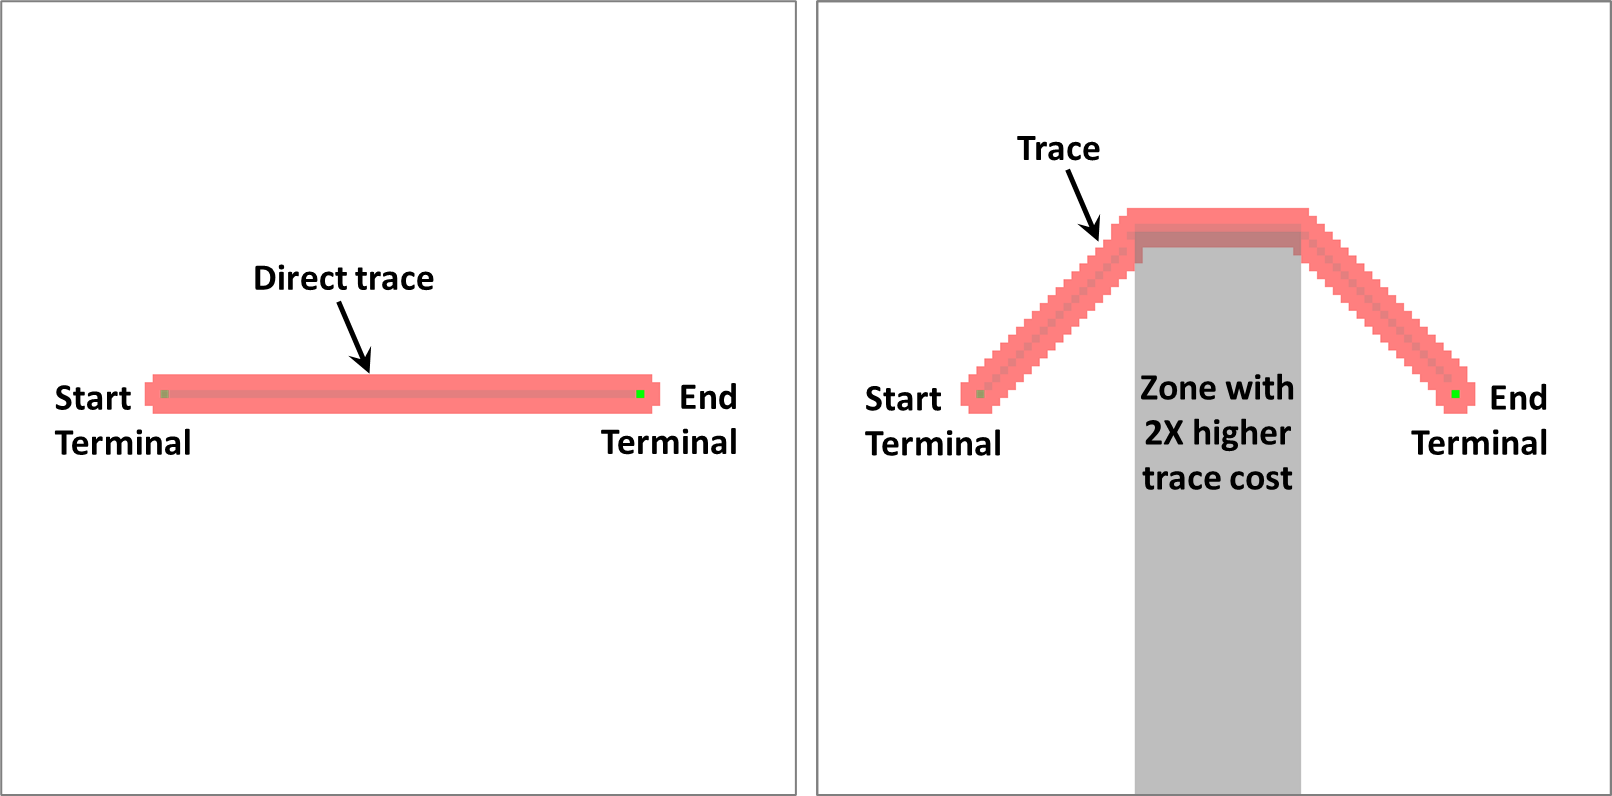 Direct trace
Start
Terminal
End
Terminal
Trace
Start
Terminal
Zone with
2X higher
trace cost
End
Terminal